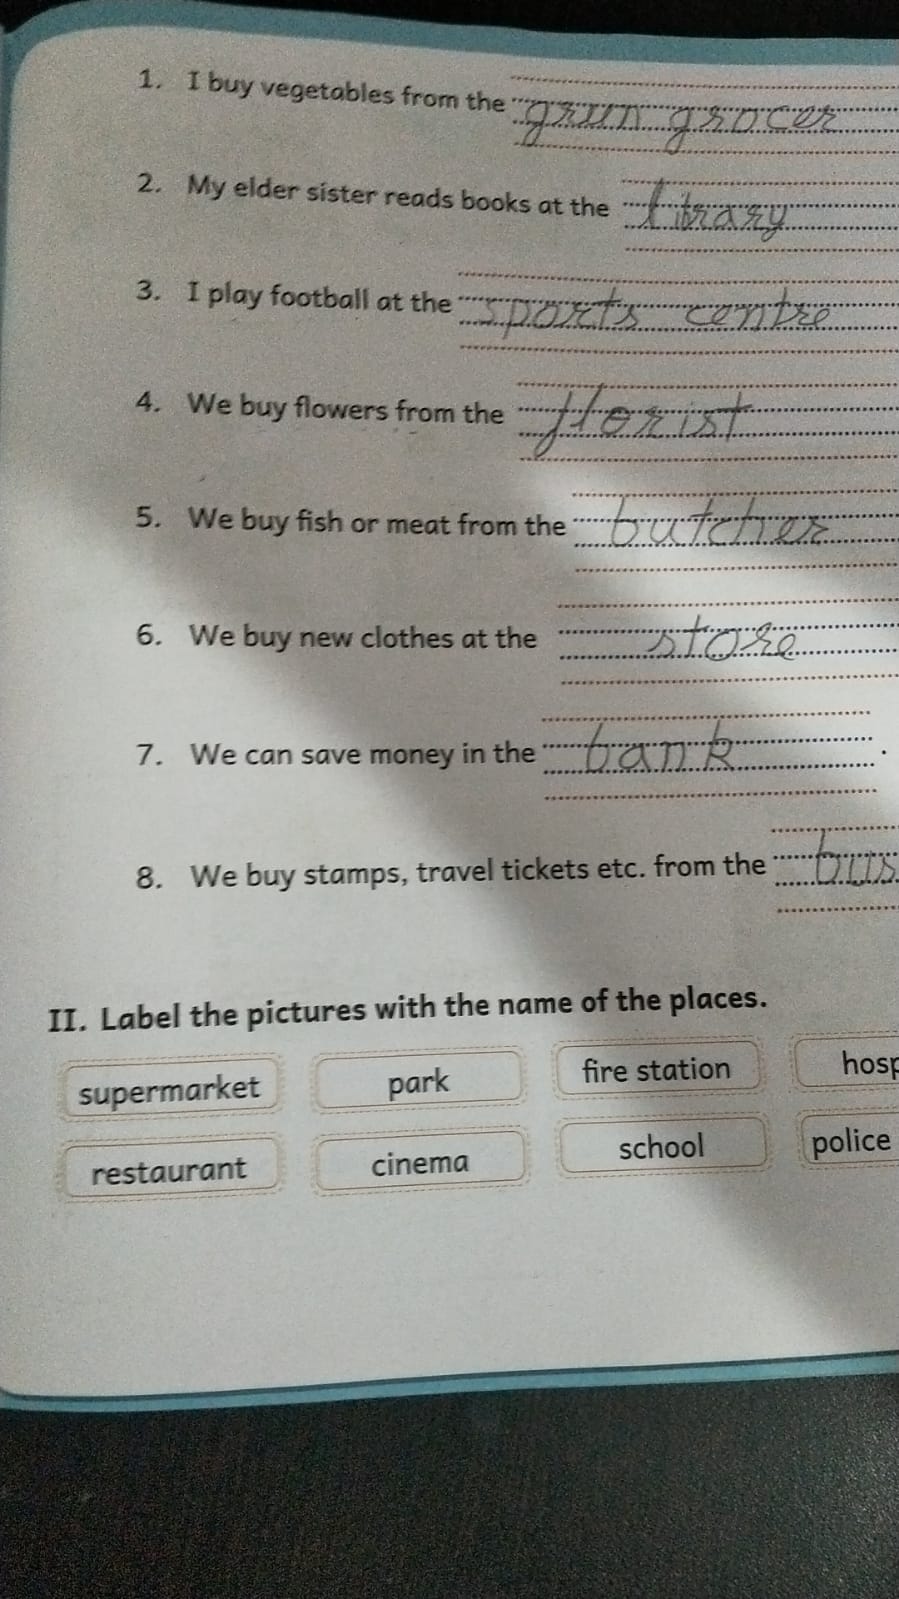 1. I buy vegetables from the grun grocer
2. My elder sister reads books at the library
3. I play football at the sports centre
4. We buy flowers from the florist
5. We buy fish or meat from the butcher
6. We buy new clothes at the store
7. We can save money in the bank.
8. We buy stamps, travel tickets etc. from the bus
II. Label the pictures with the name of the places.
supermarket park fire station hosp
restaurant cinema school police